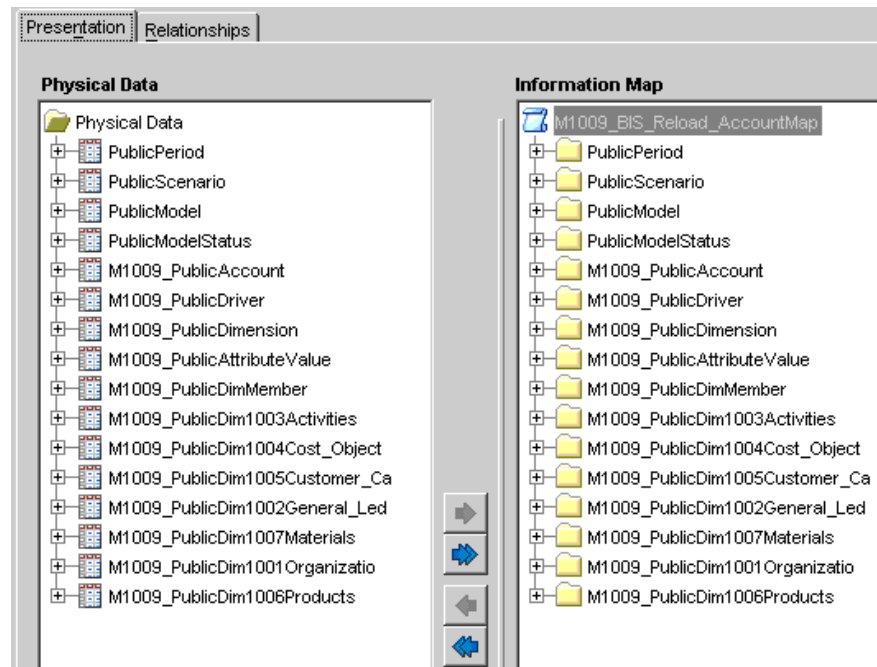 Presentation
Relationships
Physical Data
Physical Data
PublicPeriod
PublicScenario
PublicModel
PublicModelStatus
M1009_PublicAccount
M1009_PublicDriver
M1009_PublicDimension
M1009_PublicAttributeValue
M1009_PublicDimMember
M1009_PublicDim1003Activities
M1009_PublicDim1004Cost_Object
M1009_PublicDim1005Customer_Ca
M1009_PublicDim1002General_Led
M1009_PublicDim1007Materials
M1009_PublicDim1001Organizatio
M1009_PublicDim1006Products
Information Map
M1009_BIS_Reload_AccountMap
PublicPeriod
PublicScenario
PublicModel
PublicModelStatus
M1009_PublicAccount
M1009_PublicDriver
M1009_PublicDimension
M1009_PublicAttributeValue
M1009_PublicDimMember
M1009_PublicDim1003Activities
M1009_PublicDim1004Cost_Object
M1009_PublicDim1005Customer_Ca
M1009_PublicDim1002General_Led
M1009_PublicDim1007Materials
M1009_PublicDim1001Organizatio
M1009_PublicDim1006Products